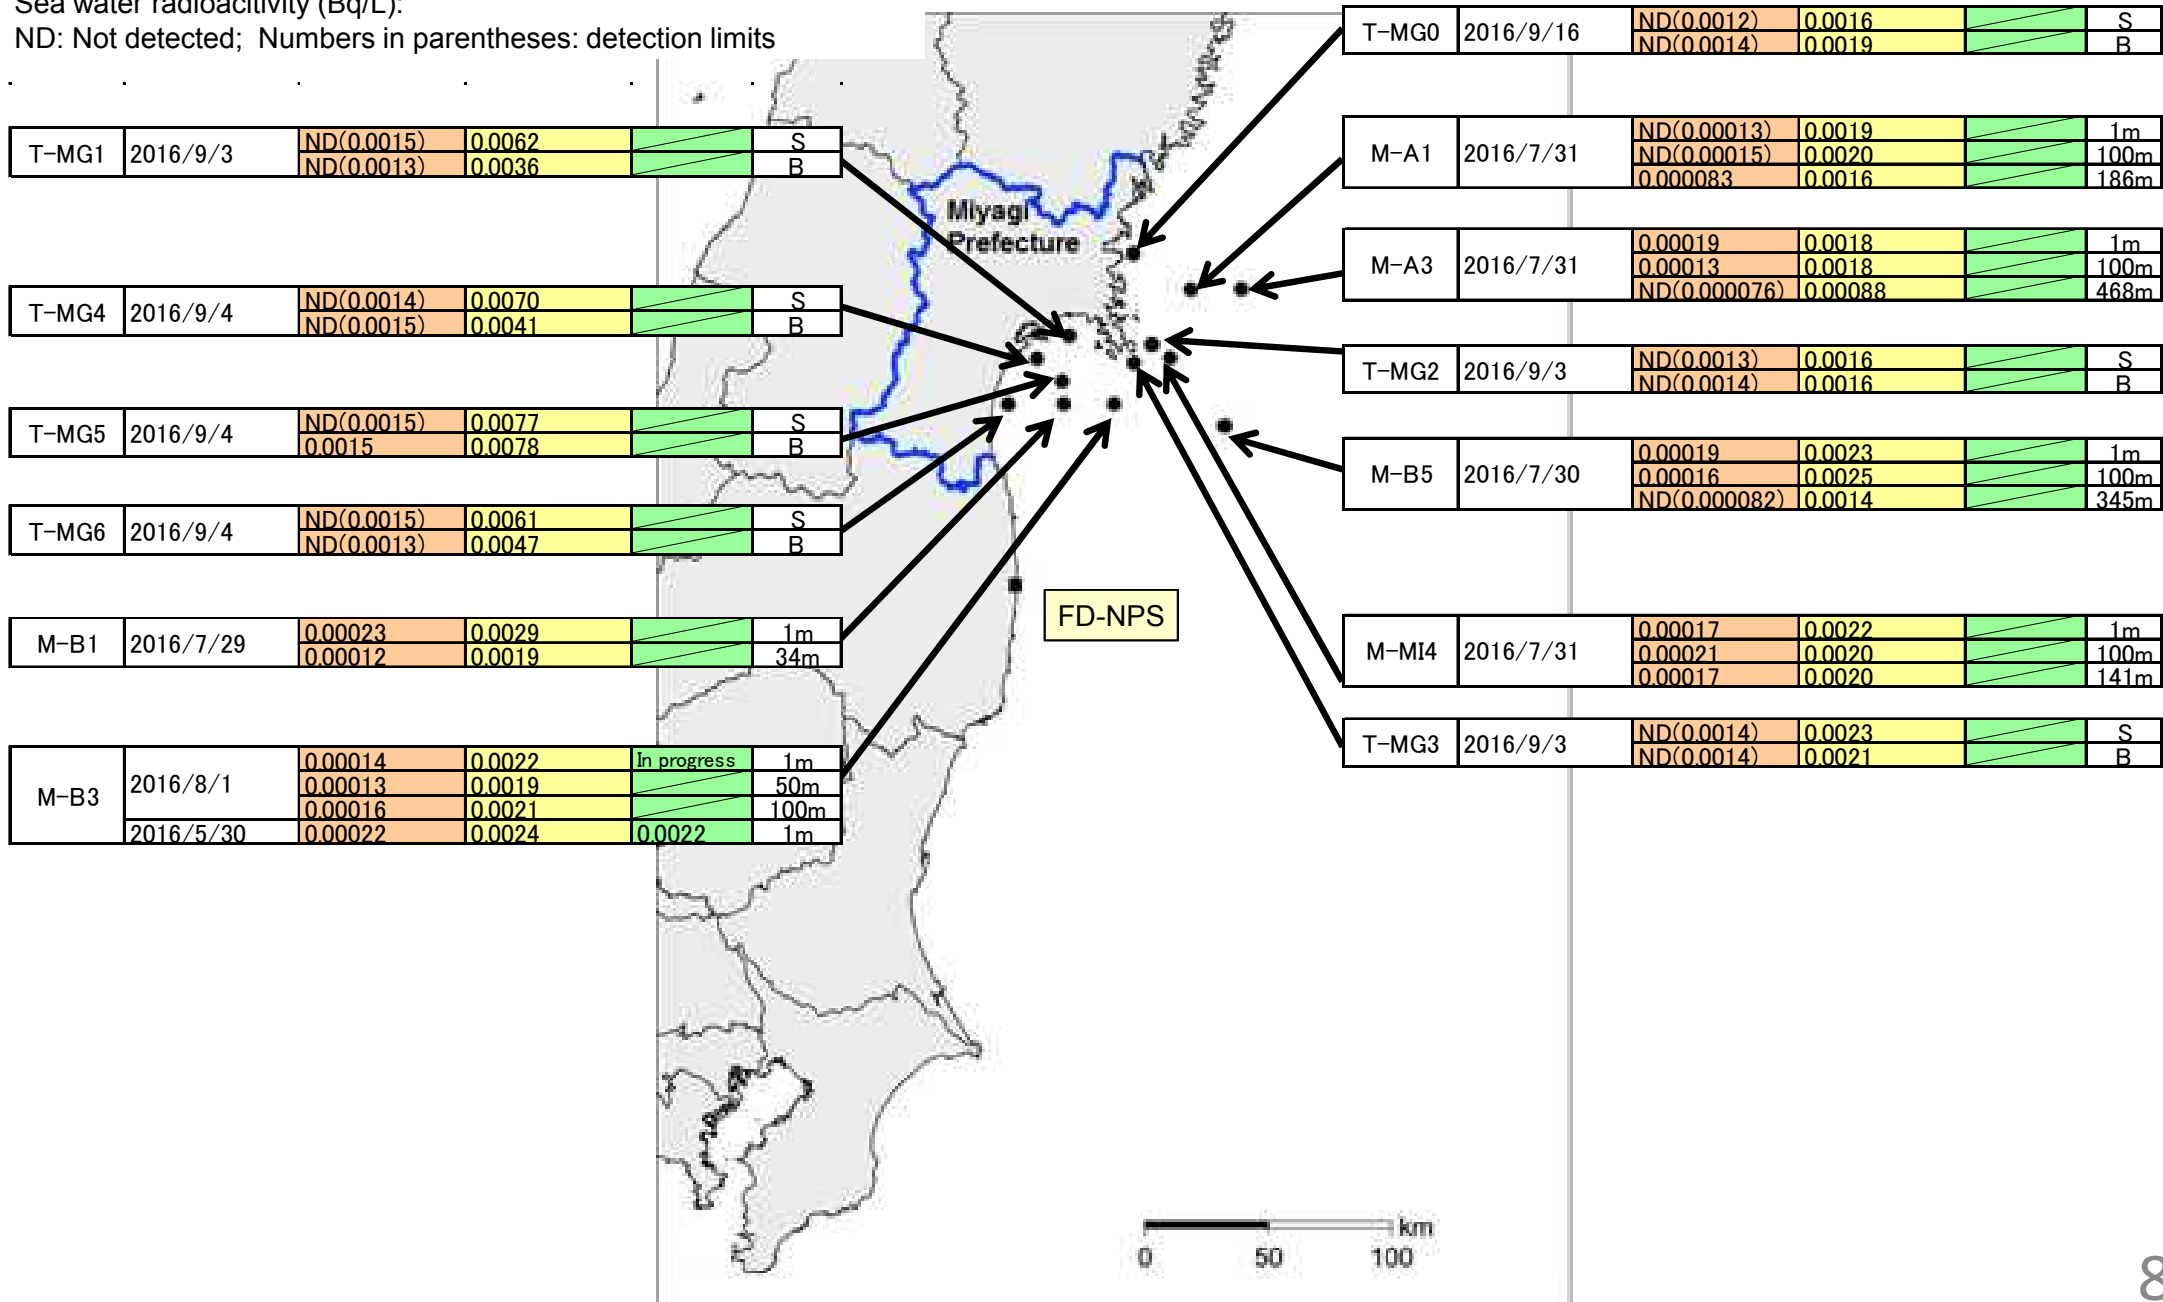 Sea water radioacitivity (Bq/L):
ND: Not detected; Numbers in parentheses: detection limits
T-MG1 2016/9/3 ND(0.0015) 0.0062 S
ND(0.0013) 0.0036 B
T-MG4 2016/9/4 ND(0.0014) 0.0070 S
ND(0.0015) 0.0041 B
T-MG5 2016/9/4 ND(0.0015) 0.0077 S
0.0015 0.0078 B
T-MG6 2016/9/4 ND(0.0015) 0.0061 S
ND(0.0013) 0.0047 B
M-B1 2016/7/29 0.00023 0.0029 1m
0.00012 0.0019 34m
M-B3 2016/8/1 0.00014 0.0022 In progress 1m
0.00013 0.0019 50m
0.00016 0.0021 100m
2016/5/30 0.00022 0.0024 0.0022 1m
Miyagi
Prefecture
FD-NPS
T-MG0 2016/9/16 ND(0.0012) 0.0016 S
ND(0.0014) 0.0019 B
M-A1 2016/7/31 ND(0.00013) 0.0019 1m
ND(0.00015) 0.0020 100m
0.000083 0.0016 186m
M-A3 2016/7/31 0.00019 0.0018 1m
0.00013 0.0018 100m
ND(0.000076) 0.00088 468m
T-MG2 2016/9/3 ND(0.0013) 0.0016 S
ND(0.0014) 0.0016 B
M-B5 2016/7/30 0.00019 0.0023 1m
0.00016 0.0025 100m
ND(0.000082) 0.0014 345m
M-MI4 2016/7/31 0.00017 0.0022 1m
0.00021 0.0020 100m
0.00017 0.0020 141m
T-MG3 2016/9/3 ND(0.0014) 0.0023 S
ND(0.0014) 0.0021 B
km
0 50 100
8